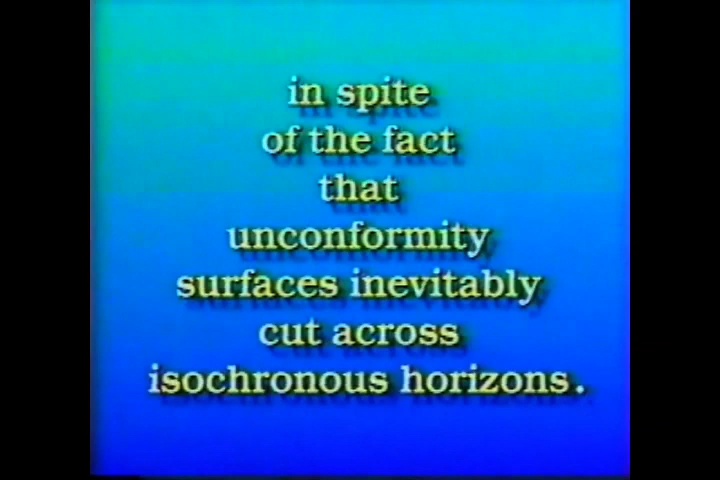 in spite
of the fact
that
unconformity
surfaces inevitably
cut across
isochronous horizons.